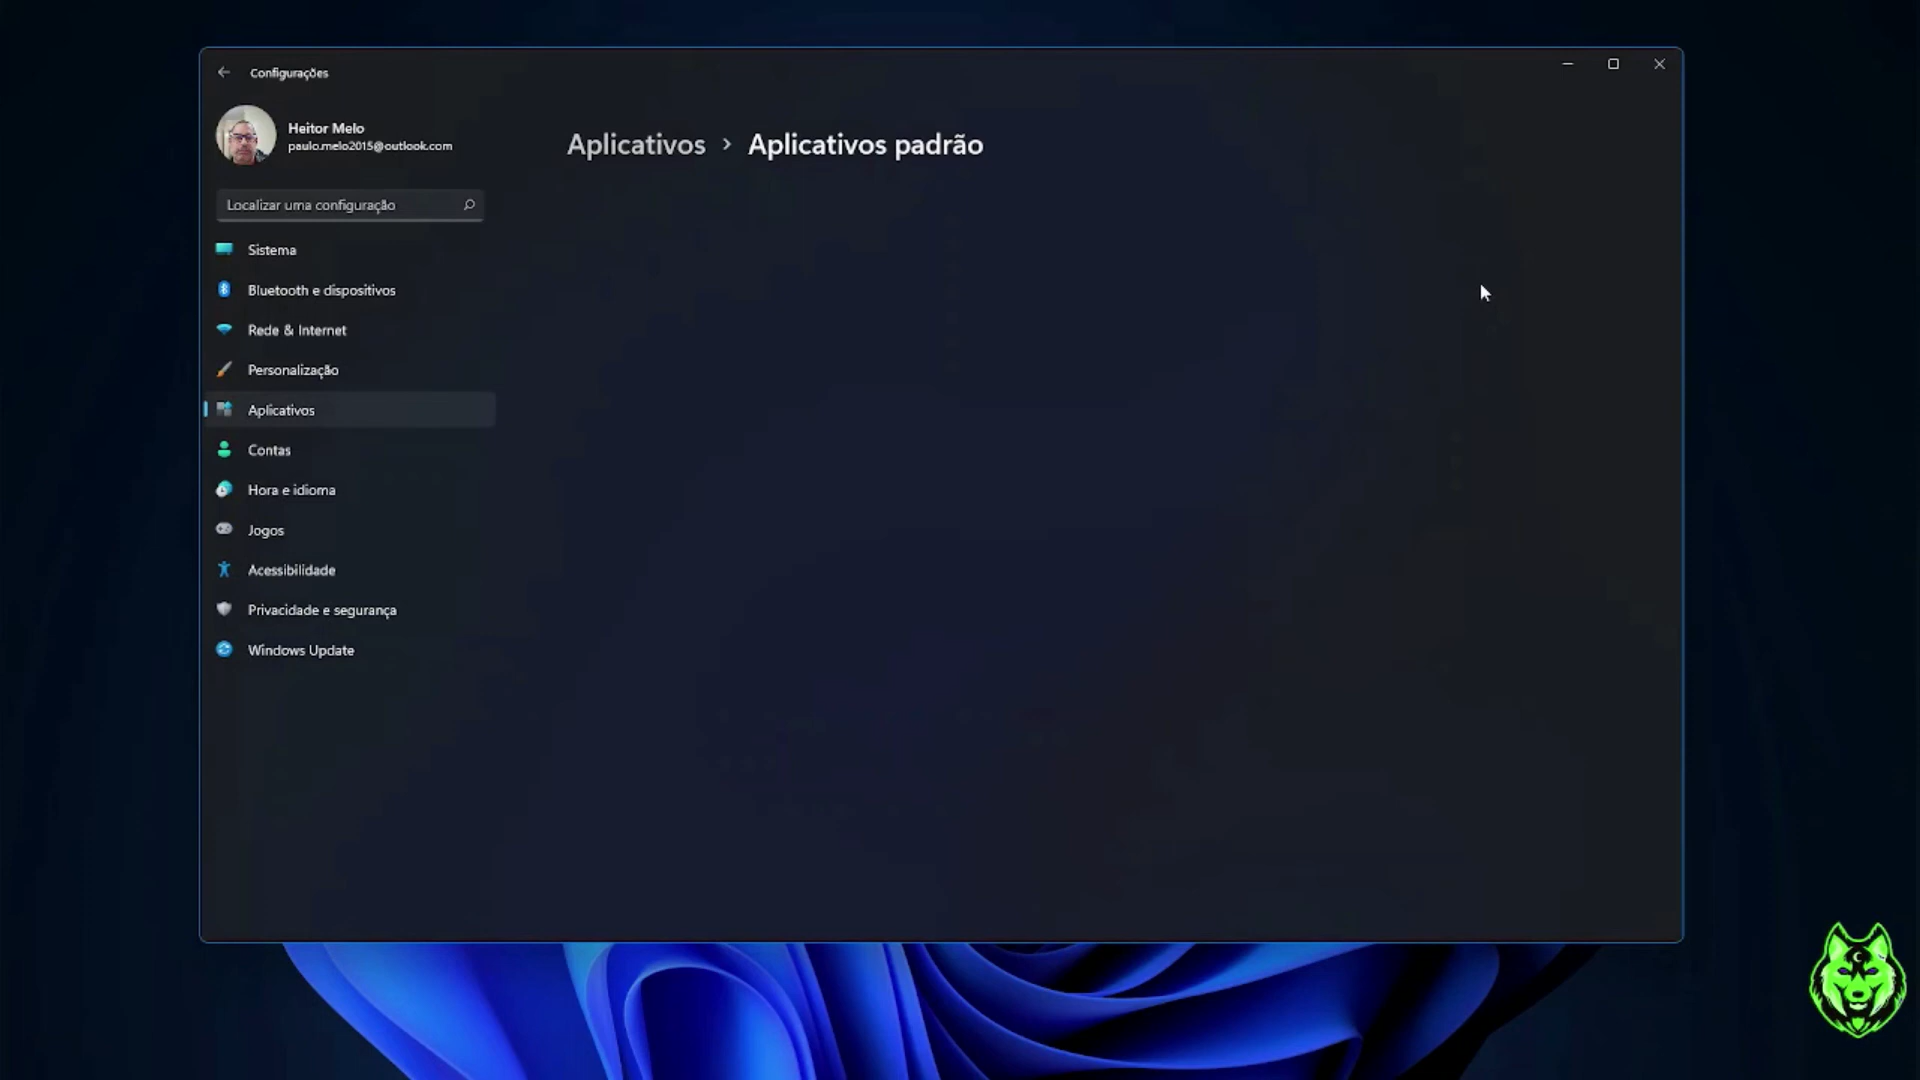 Configurações
Heitor Melo
paulo.melo2015@outlook.com
Aplicativos > Aplicativos padrão
Localizar uma configuração
Sistema
Bluetooth e dispositivos
Rede & Internet
Personalização
Aplicativos
Contas
Hora e idioma
Jogos
Acessibilidade
Privacidade e segurança
Windows Update